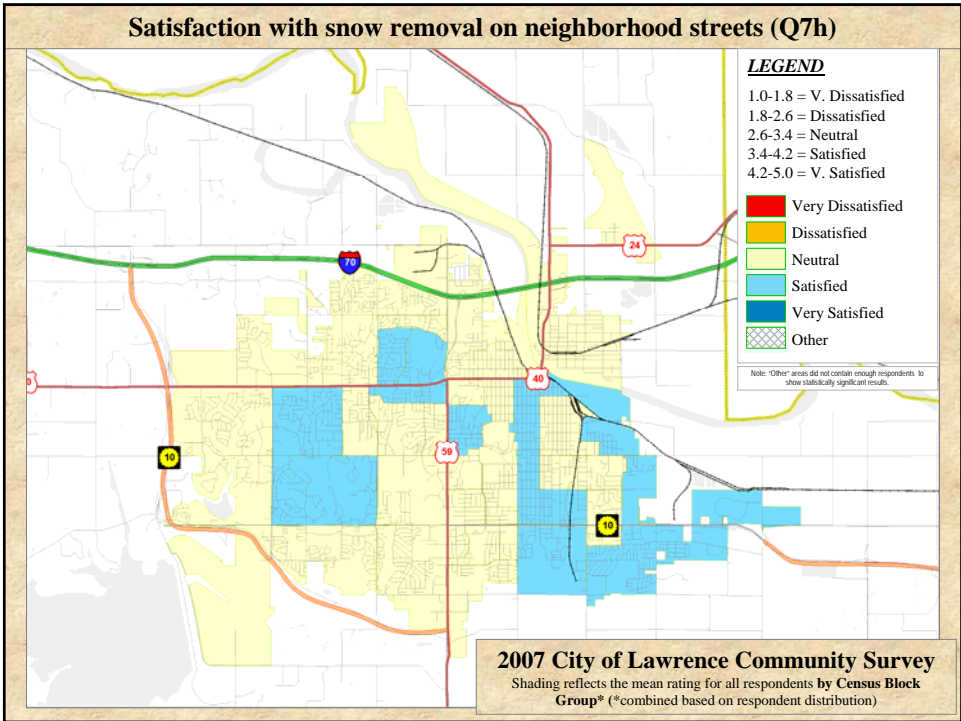 Satisfaction with snow removal on neighborhood streets (Q7h)
LEGEND
1.0-1.8 = V. Dissatisfied
1.8-2.6 = Dissatisfied
2.6-3.4 = Neutral
3.4-4.2 = Satisfied
4.2-5.0 = V. Satisfied
Very Dissatisfied
Dissatisfied
Neutral
Satisfied
Very Satisfied
Other
Note: "Other" areas did not contain enough respondents to
show statistically significant results.
24
70
40
0
59
10
10
2007 City of Lawrence Community Survey
Shading reflects the mean rating for all respondents by Census Block
Group* (*combined based on respondent distribution)